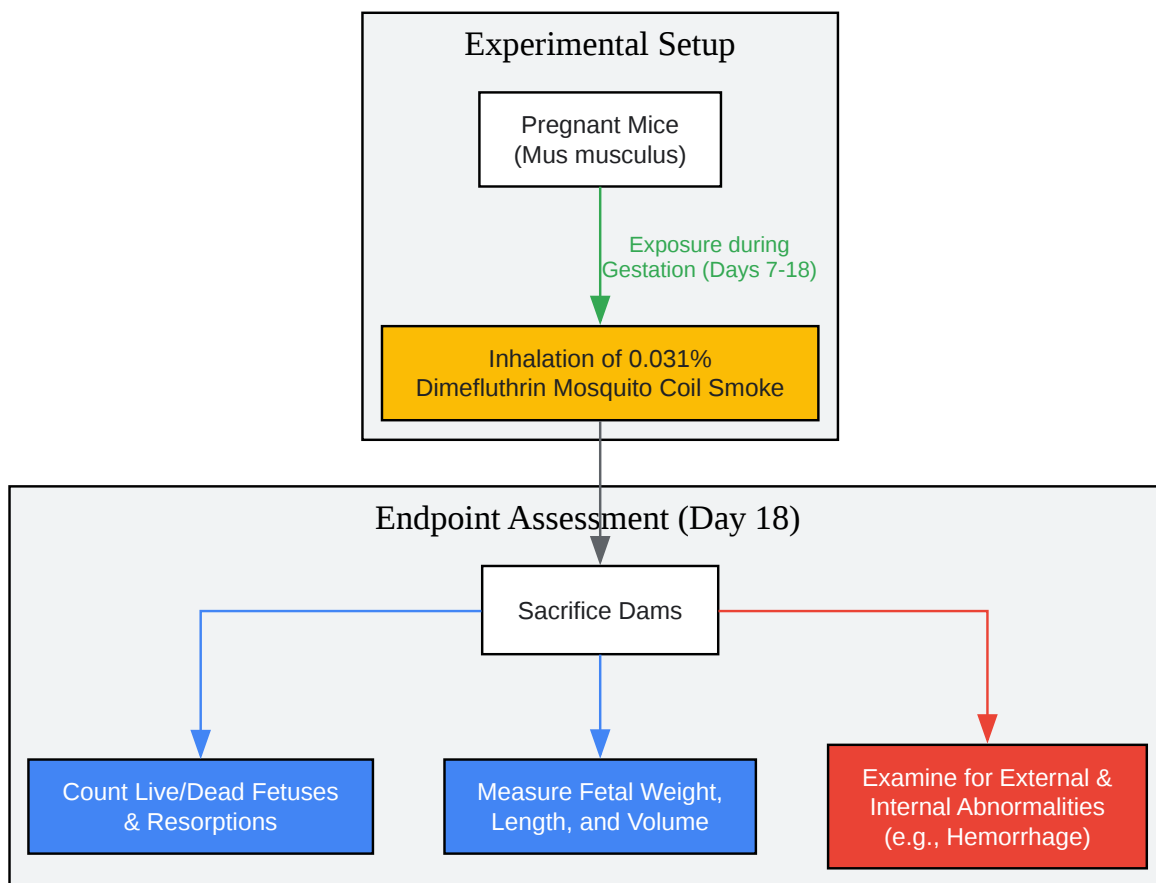 Experimental Setup
Pregnant Mice
(Mus musculus)
Exposure during
Gestation (Days 7-18)
Inhalation of 0.031%
Dimefluthrin Mosquito Coil Smoke
Endpoint Assessment (Day 18)
Sacrifice Dams
Count Live/Dead Fetuses
& Resorptions
Measure Fetal Weight,
Length, and Volume
Examine for External &
Internal Abnormalities
(e.g., Hemorrhage)